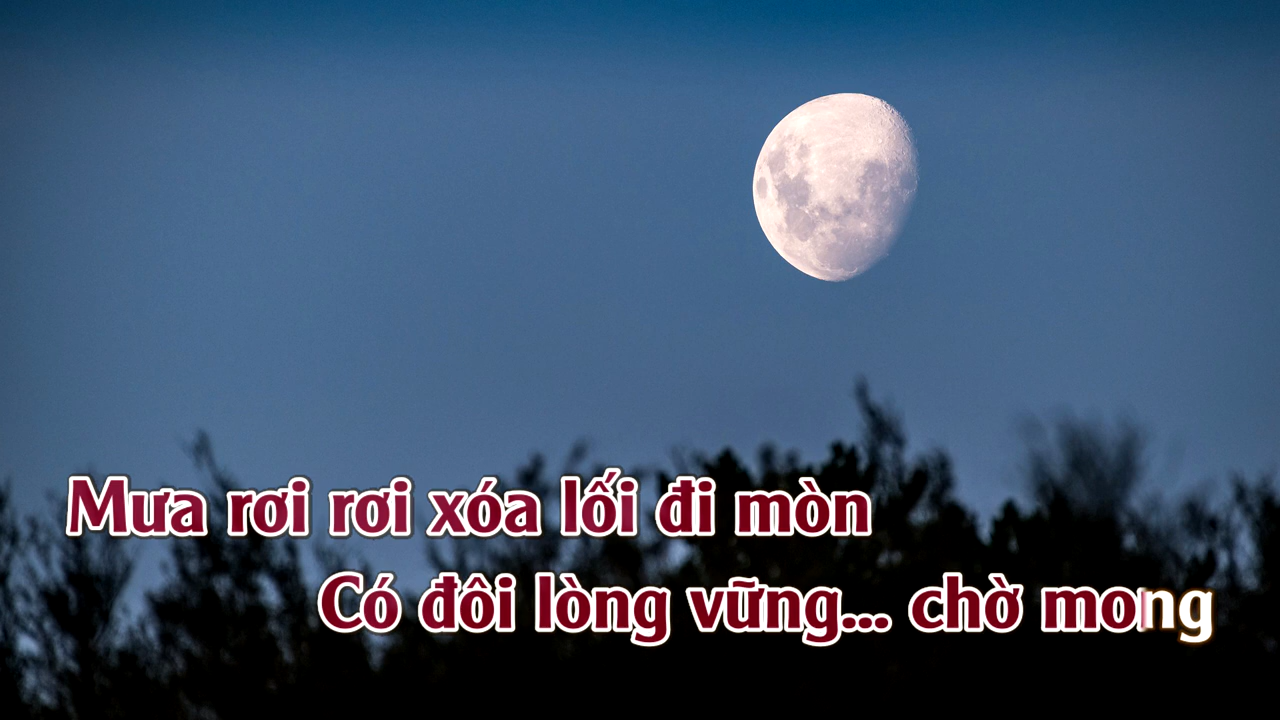 Mưa rơi rơi xóa lối đi mòn
Có đôi lòng vững... chờ mong